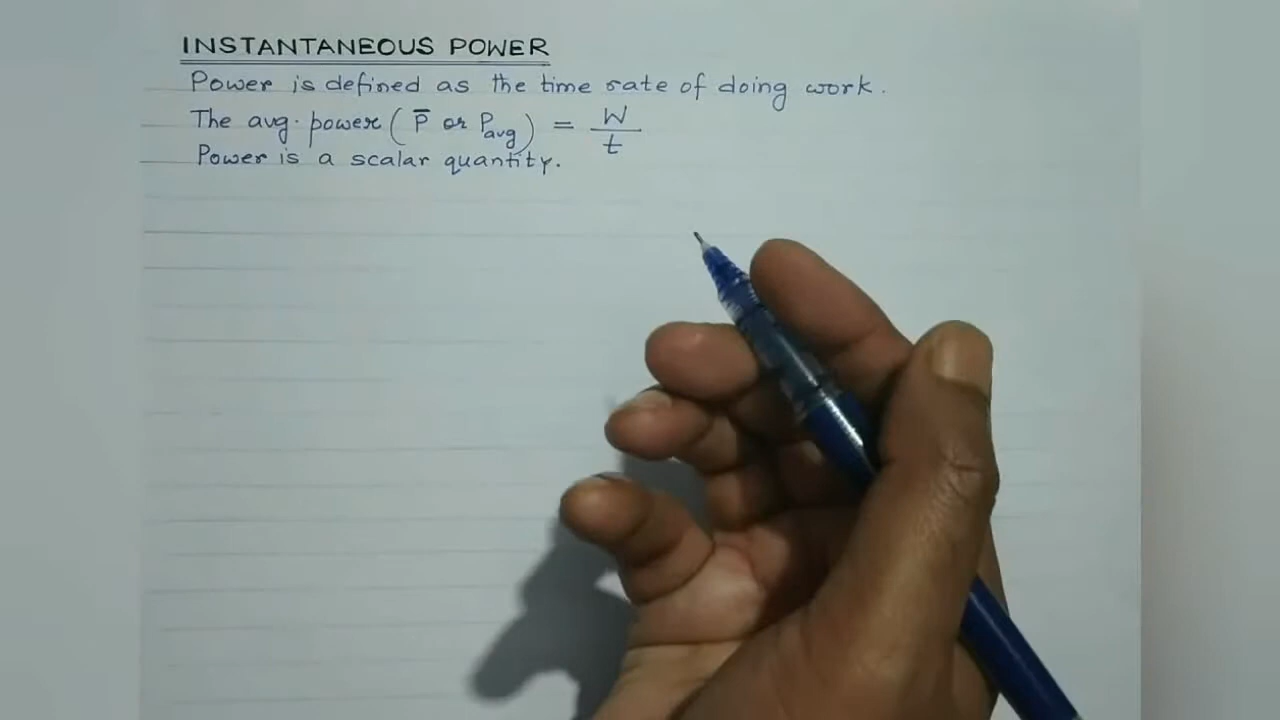 INSTANTANEOUS POWER
Power is defined as the time rate of doing work.
The avg. power ( P̅ or Pavg ) = W/t
Power is a scalar quantity.